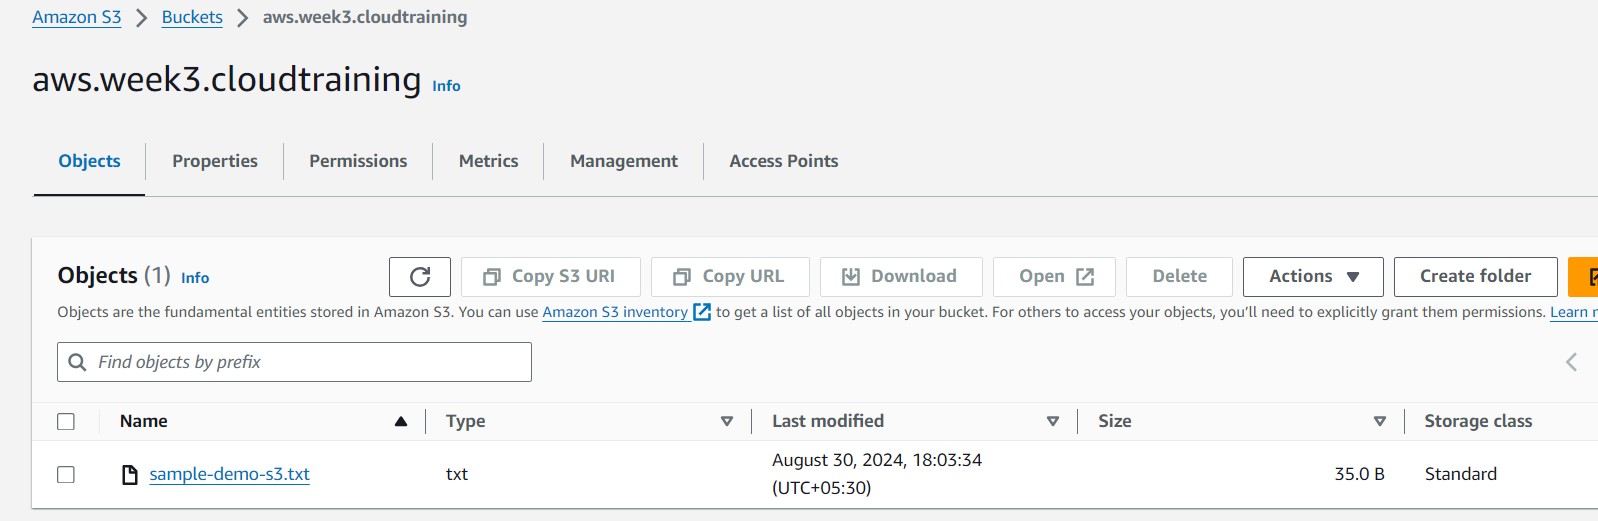 Amazon S3 > Buckets > aws.week3.cloudtraining
aws.week3.cloudtraining Info
Objects Properties Permissions Metrics Management Access Points
Objects (1) Info Copy S3 URI Copy URL Download Open Delete Actions Create folder
Objects are the fundamental entities stored in Amazon S3. You can use Amazon S3 inventory to get a list of all objects in your bucket. For others to access your objects, you'll need to explicitly grant them permissions. Learn
Find objects by prefix
Name Type Last modified Size Storage class
sample-demo-s3.txt txt August 30, 2024, 18:03:34 (UTC+05:30) 35.0 B Standard